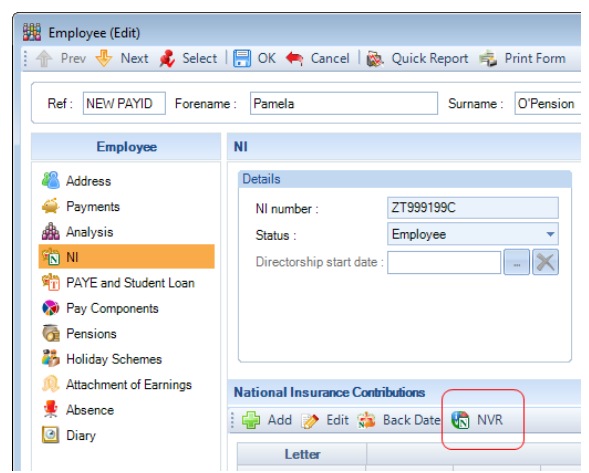 Employee (Edit)
Prev Next Select OK Cancel Quick Report Print Form
Ref : NEW PAYID Forename : Pamela Surname : O'Pension
Employee
Address
Payments
Analysis
NI
PAYE and Student Loan
Pay Components
Pensions
Holiday Schemes
Attachment of Earnings
Absence
Diary
NI
Details
NI number : ZT999199C
Status : Employee
Directorship start date : ...
National Insurance Contributions
Add Edit Back Date NVR
Letter